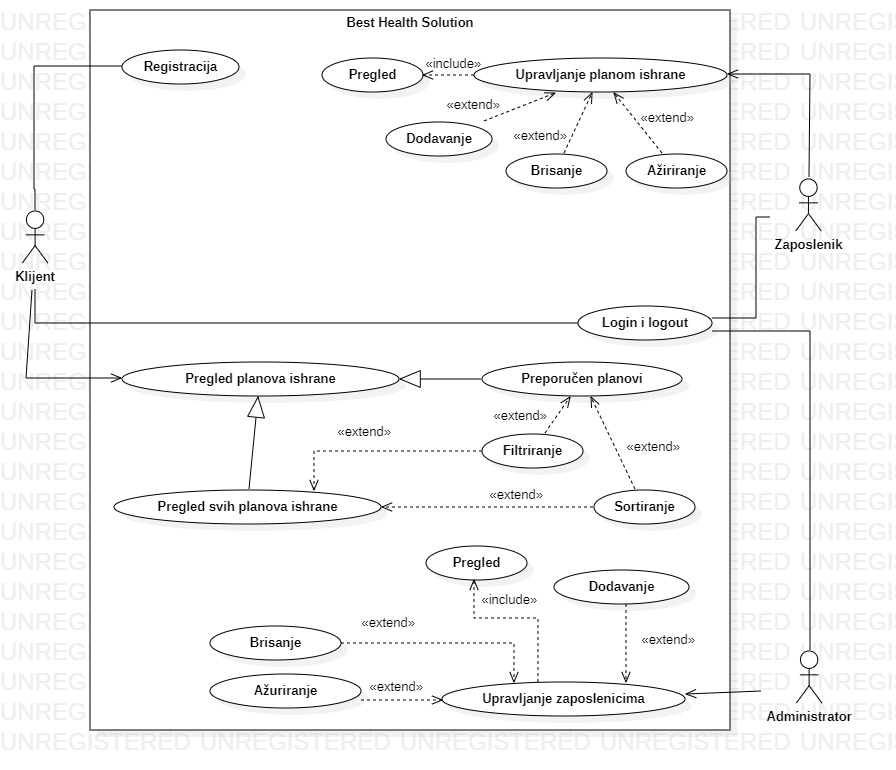 Best Health Solution
Registracija
Pregled
«include»
Upravljanje planom ishrane
«extend»
Dodavanje
«extend»
«extend»
Brisanje
Ažiriranje
Klijent
Zaposlenik
Login i logout
Pregled planova ishrane
Preporučen planovi
«extend»
«extend»
Filtriranje
«extend»
Pregled svih planova ishrane
«extend»
Sortiranje
Pregled
Dodavanje
«include»
«extend»
Brisanje
«extend»
Ažuriranje
«extend»
Upravljanje zaposlenicima
Administrator
UNREGISTERED UNREGISTERED UNREGISTERED UNREGISTERED UNREGISTERED